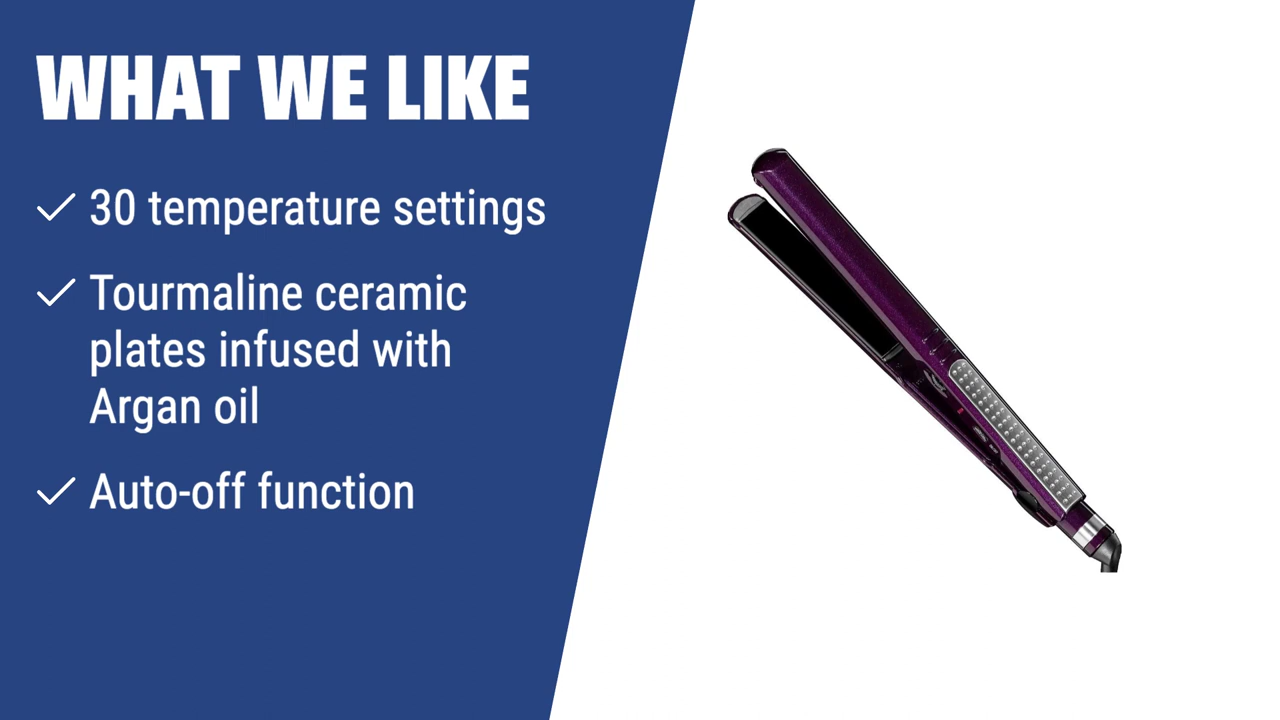 WHAT WE LIKE
30 temperature settings
Tourmaline ceramic
plates infused with
Argan oil
Auto-off function